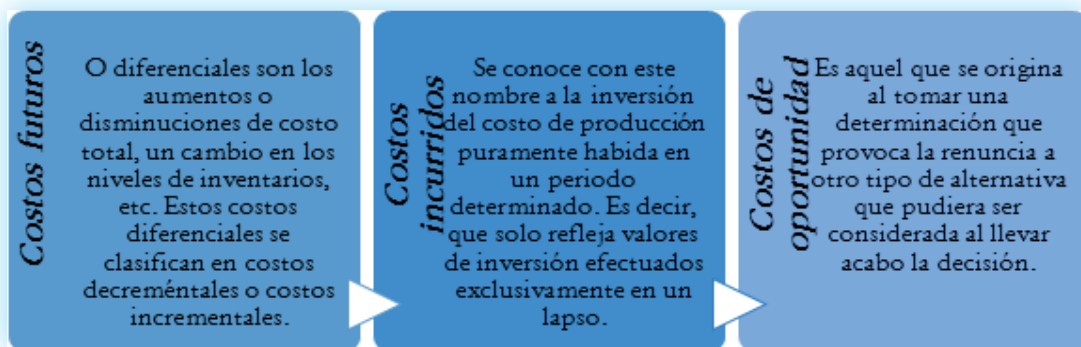 Costos futuros
O diferenciales son los
aumentos o
disminuciones de costo
total, un cambio en los
niveles de inventarios,
etc. Estos costos
diferenciales se
clasifican en costos
decreméntales o costos
incrementales.
Costos
incurridos
Se conoce con este
nombre a la inversión
del costo de producción
puramente habida en
un periodo
determinado. Es decir,
que solo refleja valores
de inversión efectuados
exclusivamente en un
lapso.
Costos de
oportunidad
Es aquel que se origina
al tomar una
determinación que
provoca la renuncia a
otro tipo de alternativa
que pudiera ser
considerada al llevar
acabo la decisión.